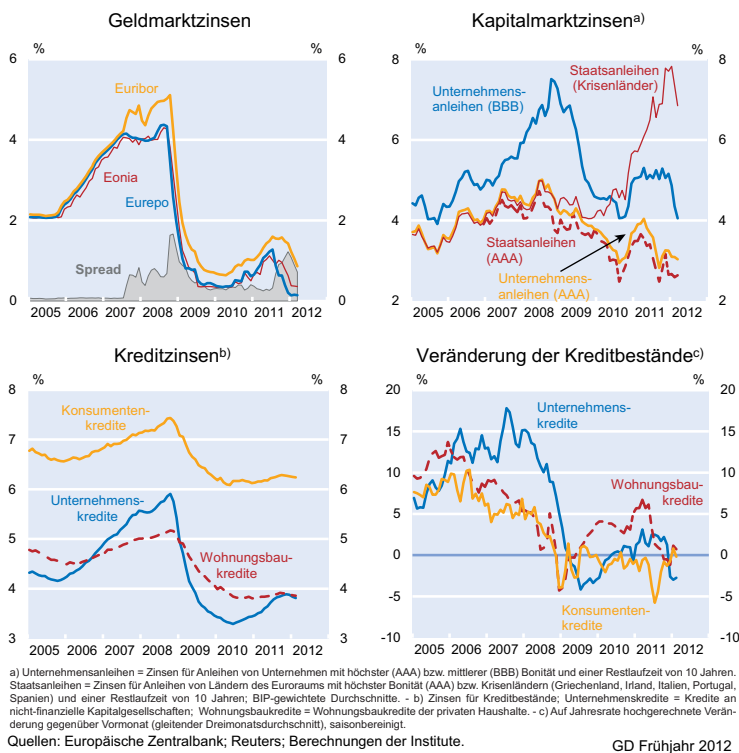 Geldmarktzinsen
% %
6 6
Euribor
4 4
Eonia
Eurepo
2 2
Spread
0 0
2005 2006 2007 2008 2009 2010 2011 2012
Kapitalmarktzinsen a)
% %
8 8
Staatsanleihen
(Krisenländer)
Unternehmens-
anleihen (BBB)
6 6
4 4
Staatsanleihen
(AAA)
Unternehmens-
anleihen (AAA)
2 2
2005 2006 2007 2008 2009 2010 2011 2012
Kreditzinsen b)
% %
8 8
Konsumenten-
kredite
7 7
6 6
Unternehmens-
kredite
5 5
Wohnungsbau-
kredite
4 4
3 3
2005 2006 2007 2008 2009 2010 2011 2012
Veränderung der Kreditbestände c)
% %
20 20
Unternehmens-
kredite
15 15
10 10
Wohnungsbau-
kredite
5 5
0 0
-5 -5
Konsumenten-
kredite
-10 -10
2005 2006 2007 2008 2009 2010 2011 2012
a) Unternehmensanleihen = Zinsen für Anleihen von Unternehmen mit höchster (AAA) bzw. mittlerer (BBB) Bonität und einer Restlaufzeit von 10 Jahren.
Staatsanleihen = Zinsen für Anleihen von Ländern des Euroraums mit höchster Bonität (AAA) bzw. Krisenländern (Griechenland, Irland, Italien, Portugal,
Spanien) und einer Restlaufzeit von 10 Jahren; BIP-gewichtete Durchschnitte. - b) Zinsen für Kreditbestände; Unternehmenskredite = Kredite an
nicht-finanzielle Kapitalgesellschaften; Wohnungsbaukredite = Wohnungsbaukredite der privaten Haushalte. - c) Auf Jahresrate hochgerechnete Verän-
derung gegenüber Vormonat (gleitender Dreimonatsdurchschnitt), saisonbereinigt.
Quellen: Europäische Zentralbank; Reuters; Berechnungen der Institute.
GD Frühjahr 2012